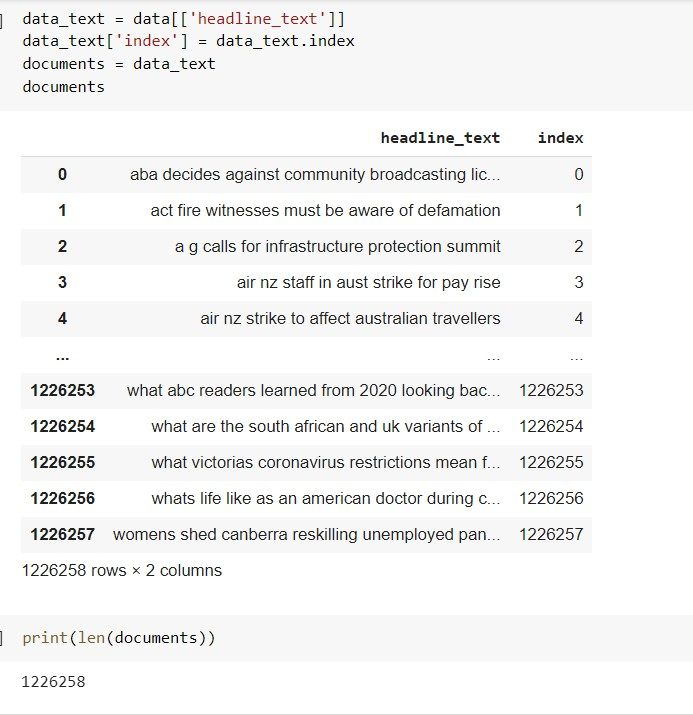 ] data_text = data[['headline_text']]
data_text['index'] = data_text.index
documents = data_text
documents
headline_text index
0 aba decides against community broadcasting lic... 0
1 act fire witnesses must be aware of defamation 1
2 a g calls for infrastructure protection summit 2
3 air nz staff in aust strike for pay rise 3
4 air nz strike to affect australian travellers 4
... ... ...
1226253 what abc readers learned from 2020 looking bac... 1226253
1226254 what are the south african and uk variants of ... 1226254
1226255 what victorias coronavirus restrictions mean f... 1226255
1226256 whats life like as an american doctor during c... 1226256
1226257 womens shed canberra reskilling unemployed pan... 1226257
1226258 rows × 2 columns
] print(len(documents))
1226258